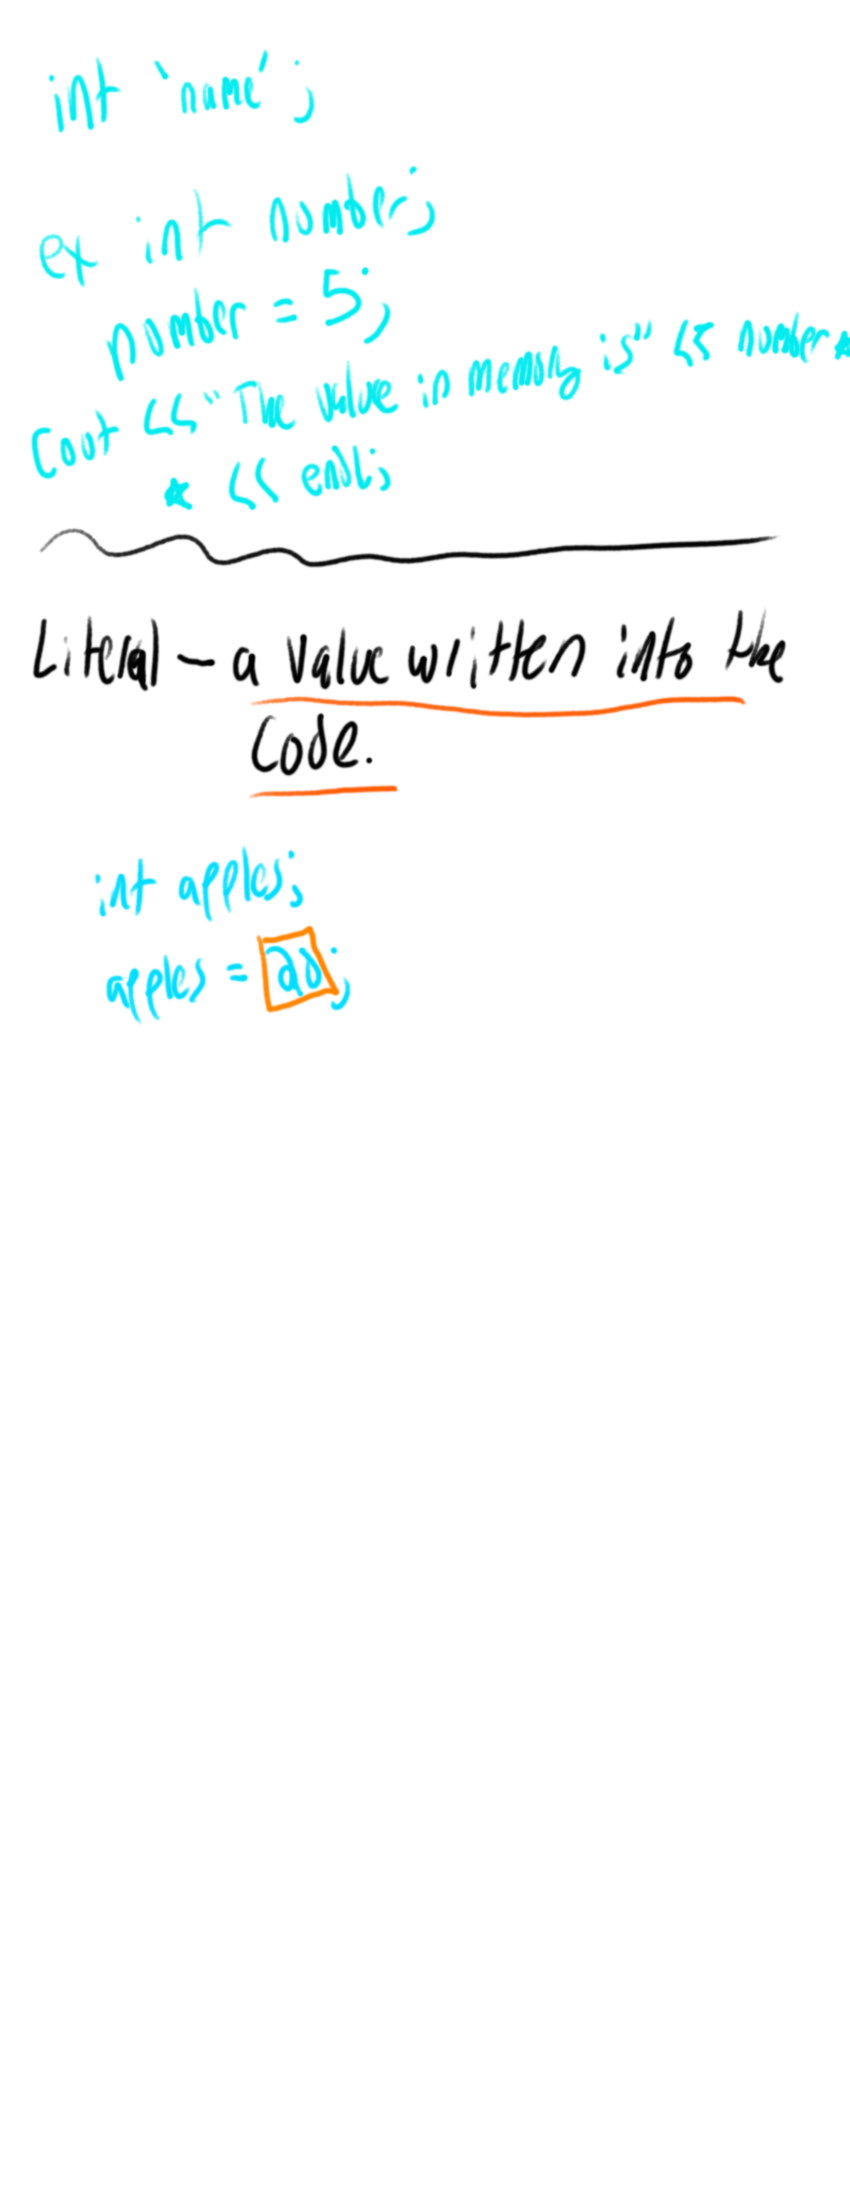 int 'name';
ex int number;
number = 5;
Cout << "The value in memory is" << number *
* << endl;
Literal - a value written into the
Code.
int apples;
apples = 20;